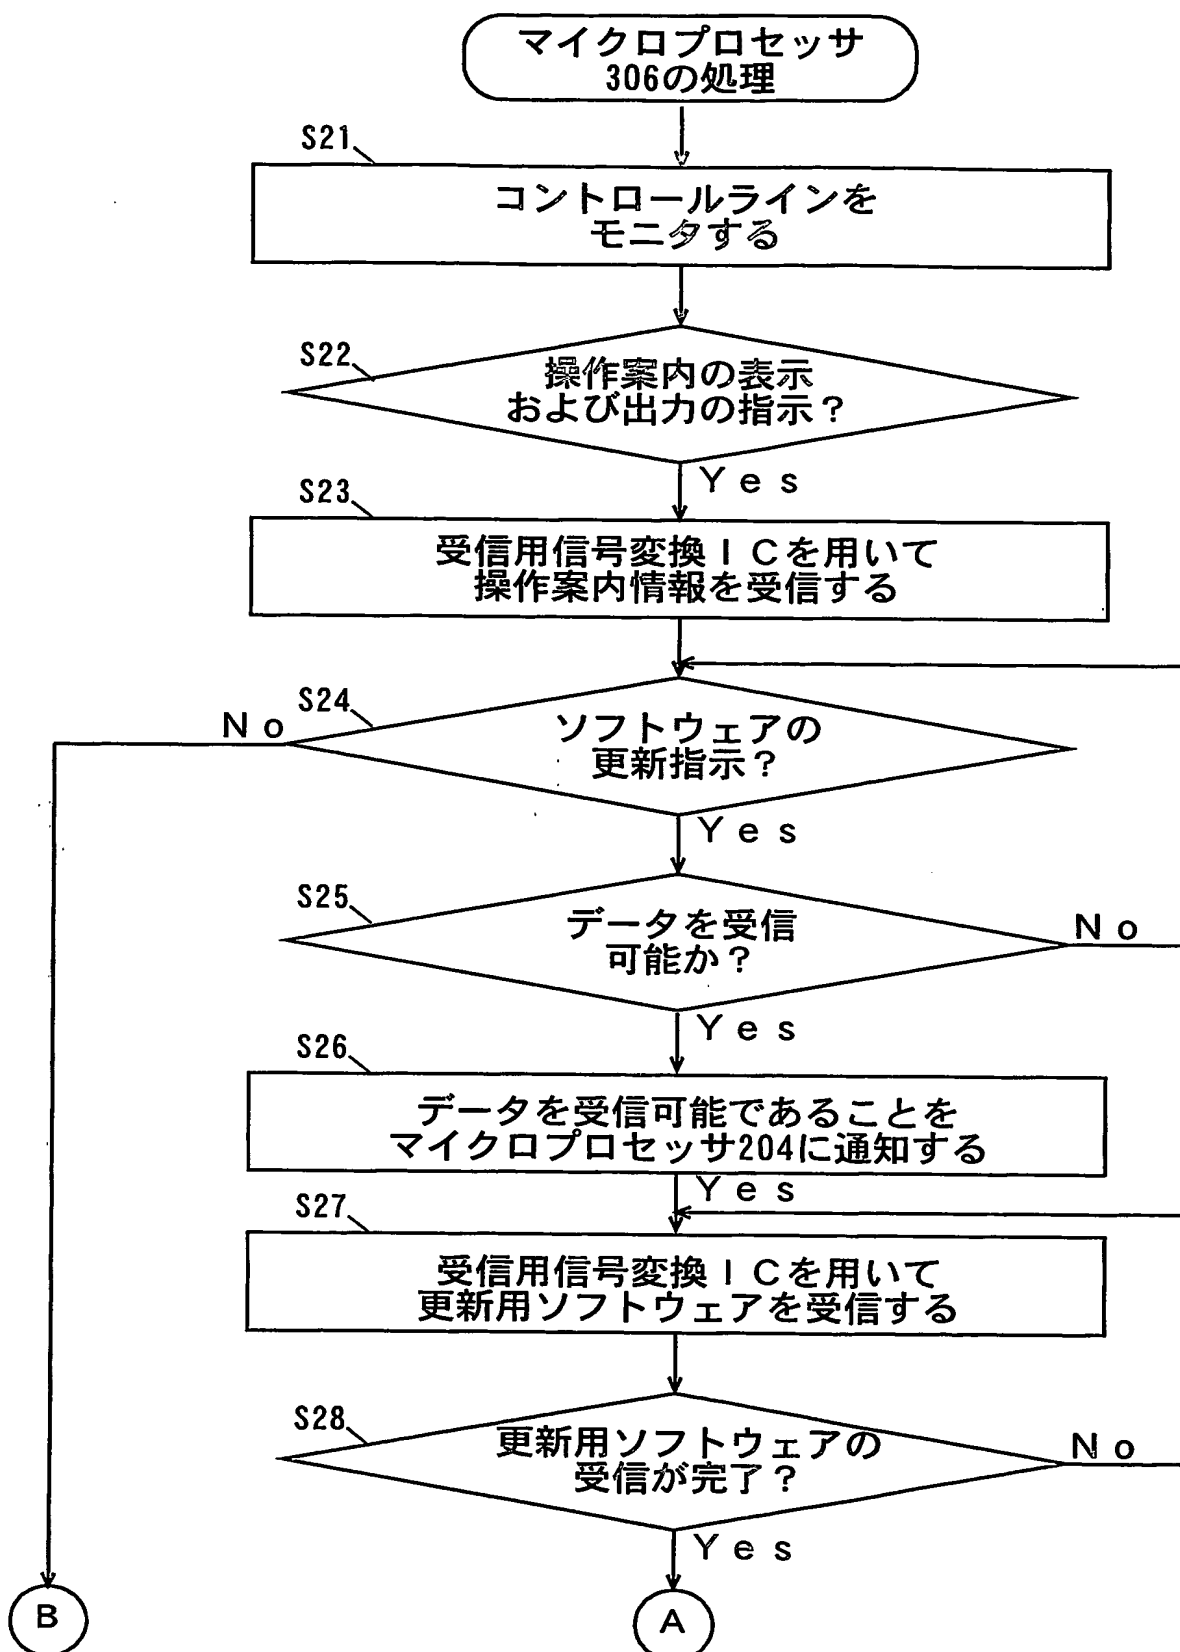 マイクロプロセッサ
306の処理
S21
コントロールラインを
モニタする
S22
操作案内の表示
および出力の指示？
Yes
S23
受信用信号変換ＩＣを用いて
操作案内情報を受信する
S24
No
ソフトウェアの
更新指示？
Yes
S25
データを受信
可能か？
No
Yes
S26
データを受信可能であることを
マイクロプロセッサ204に通知する
Yes
S27
受信用信号変換ＩＣを用いて
更新用ソフトウェアを受信する
S28
更新用ソフトウェアの
受信が完了？
No
Yes
B
A